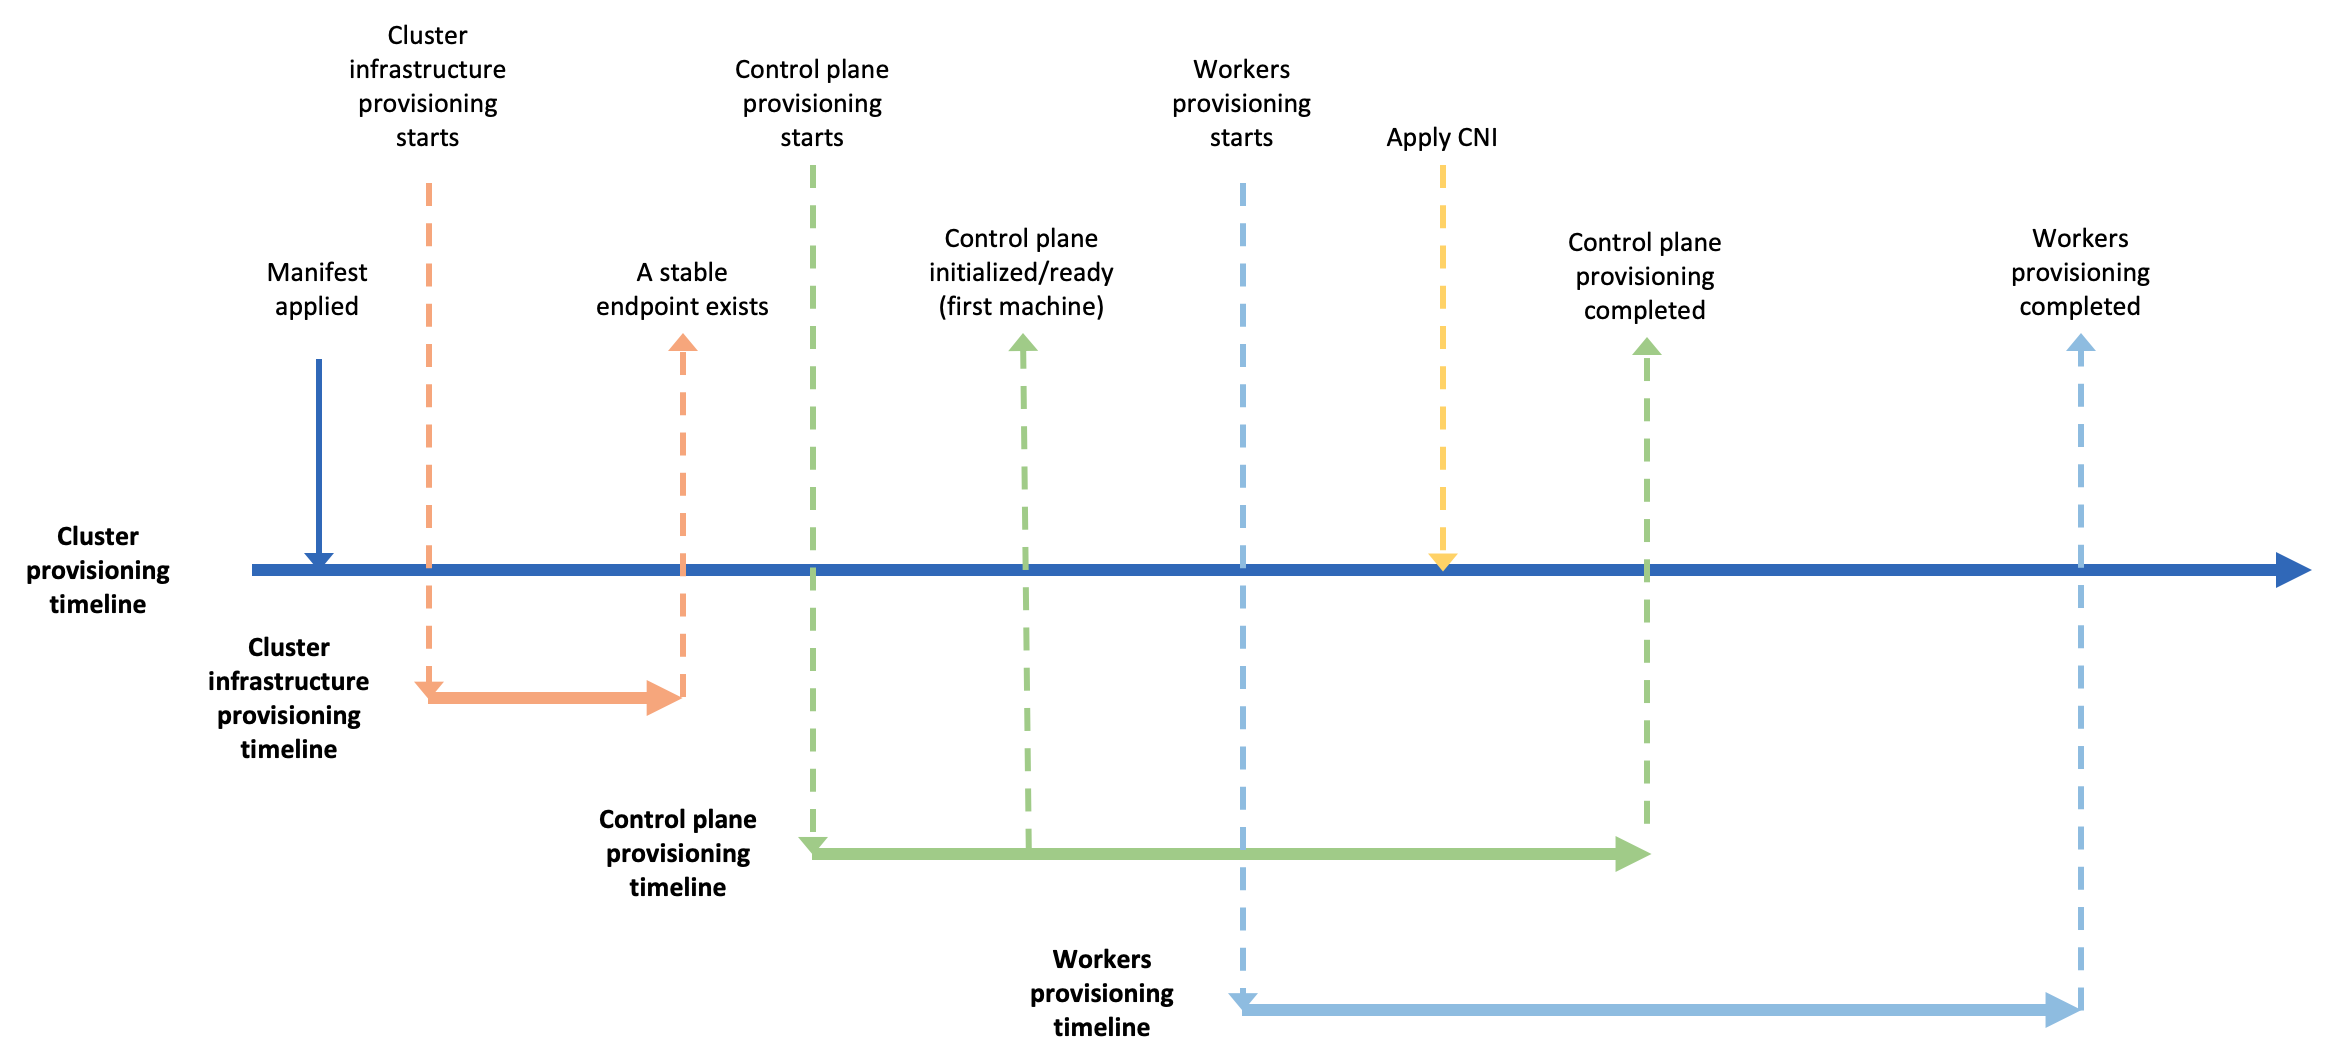 Cluster
infrastructure
provisioning
starts
Control plane
provisioning
starts
Workers
provisioning
starts
Apply CNI
Manifest
applied
A stable
endpoint exists
Control plane
initialized/ready
(first machine)
Control plane
provisioning
completed
Workers
provisioning
completed
Cluster
provisioning
timeline
Cluster
infrastructure
provisioning
timeline
Control plane
provisioning
timeline
Workers
provisioning
timeline